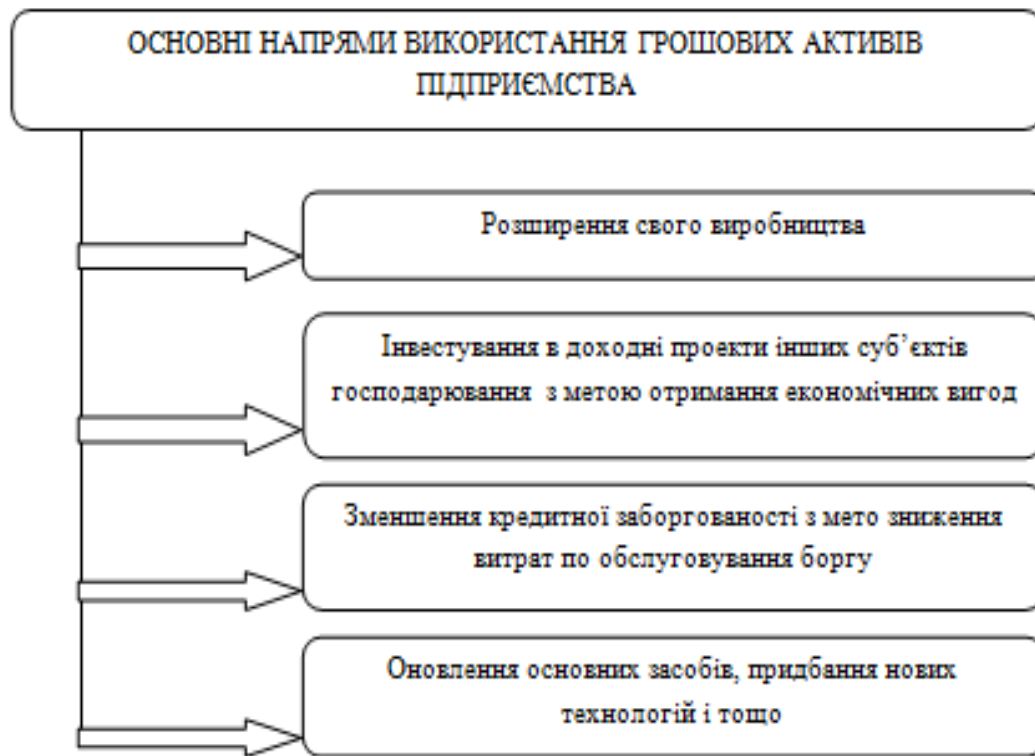 ОСНОВНІ НАПРЯМИ ВИКОРИСТАННЯ ГРОШОВИХ АКТИВІВ
ПІДПРИЄМСТВА
Розширення свого виробництва
Інвестування в доходні проекти інших суб’єктів
господарювання з метою отримання економічних вигод
Зменшення кредитної заборгованості з мето зниження
витрат по обслуговування боргу
Оновлення основних засобів, придбання нових
технологій і тощо